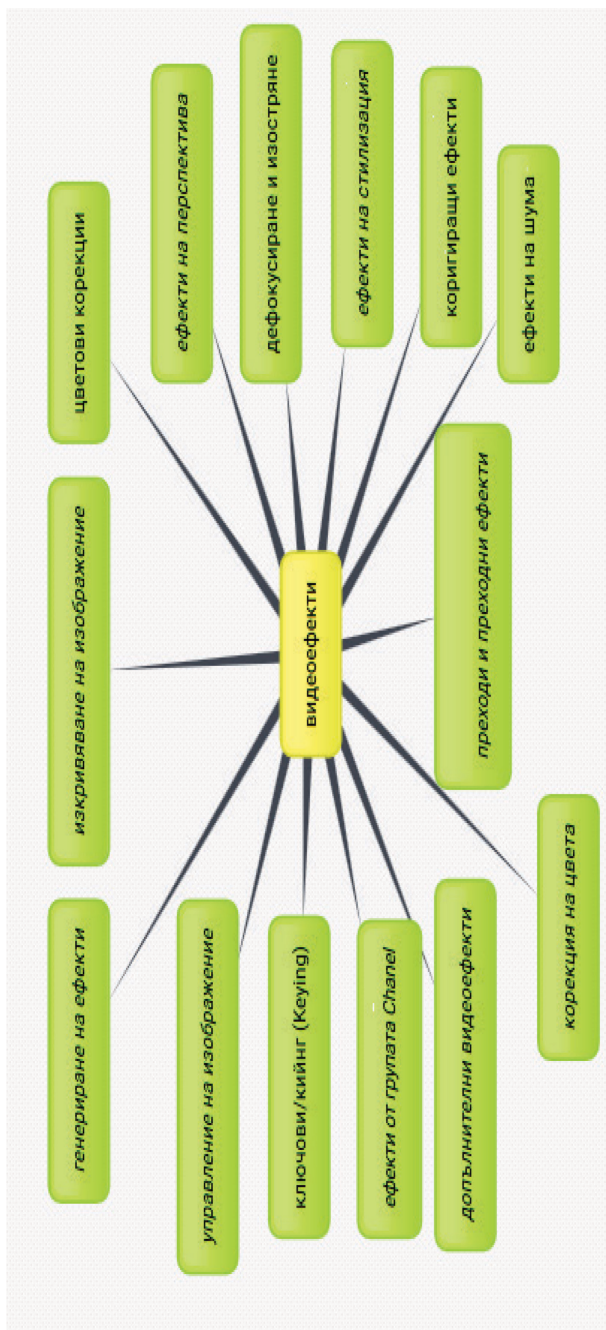 генериране на ефекти
изкривяване на изображение
цветови корекции
ефекти на перспектива
управление на изображение
дефокусиране и изостряне
ключови/кийнг (Keying)
видеоефекти
ефекти на стилизация
ефекти от групата Chanel
коригиращи ефекти
допълнителни видеоефекти
преходи и преходни ефекти
ефекти на шума
корекция на цвета